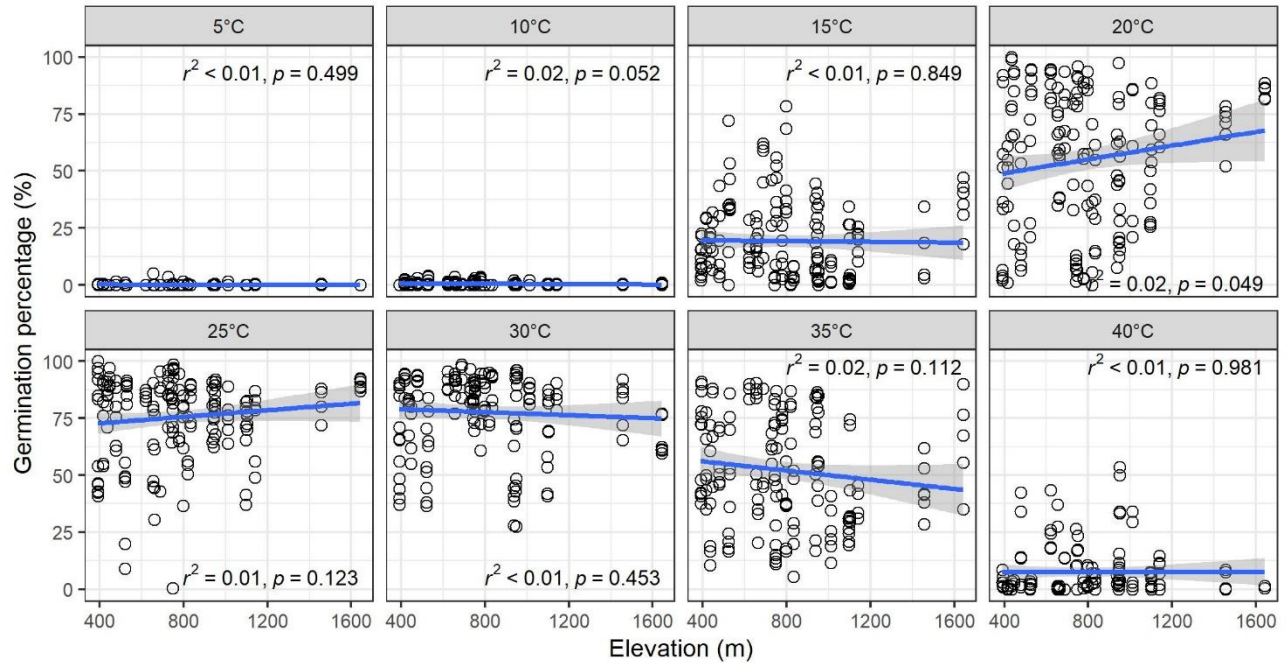 5°C
10°C
15°C
20°C
r² < 0.01, p = 0.499
r² = 0.02, p = 0.052
r² < 0.01, p = 0.849
² = 0.02, p = 0.049
100
75
50
25
0
25°C
30°C
35°C
40°C
r² = 0.01, p = 0.123
r² < 0.01, p = 0.453
r² = 0.02, p = 0.112
r² < 0.01, p = 0.981
100
75
50
25
0
400 800 1200 1600
400 800 1200 1600
400 800 1200 1600
400 800 1200 1600
Germination percentage (%)
Elevation (m)